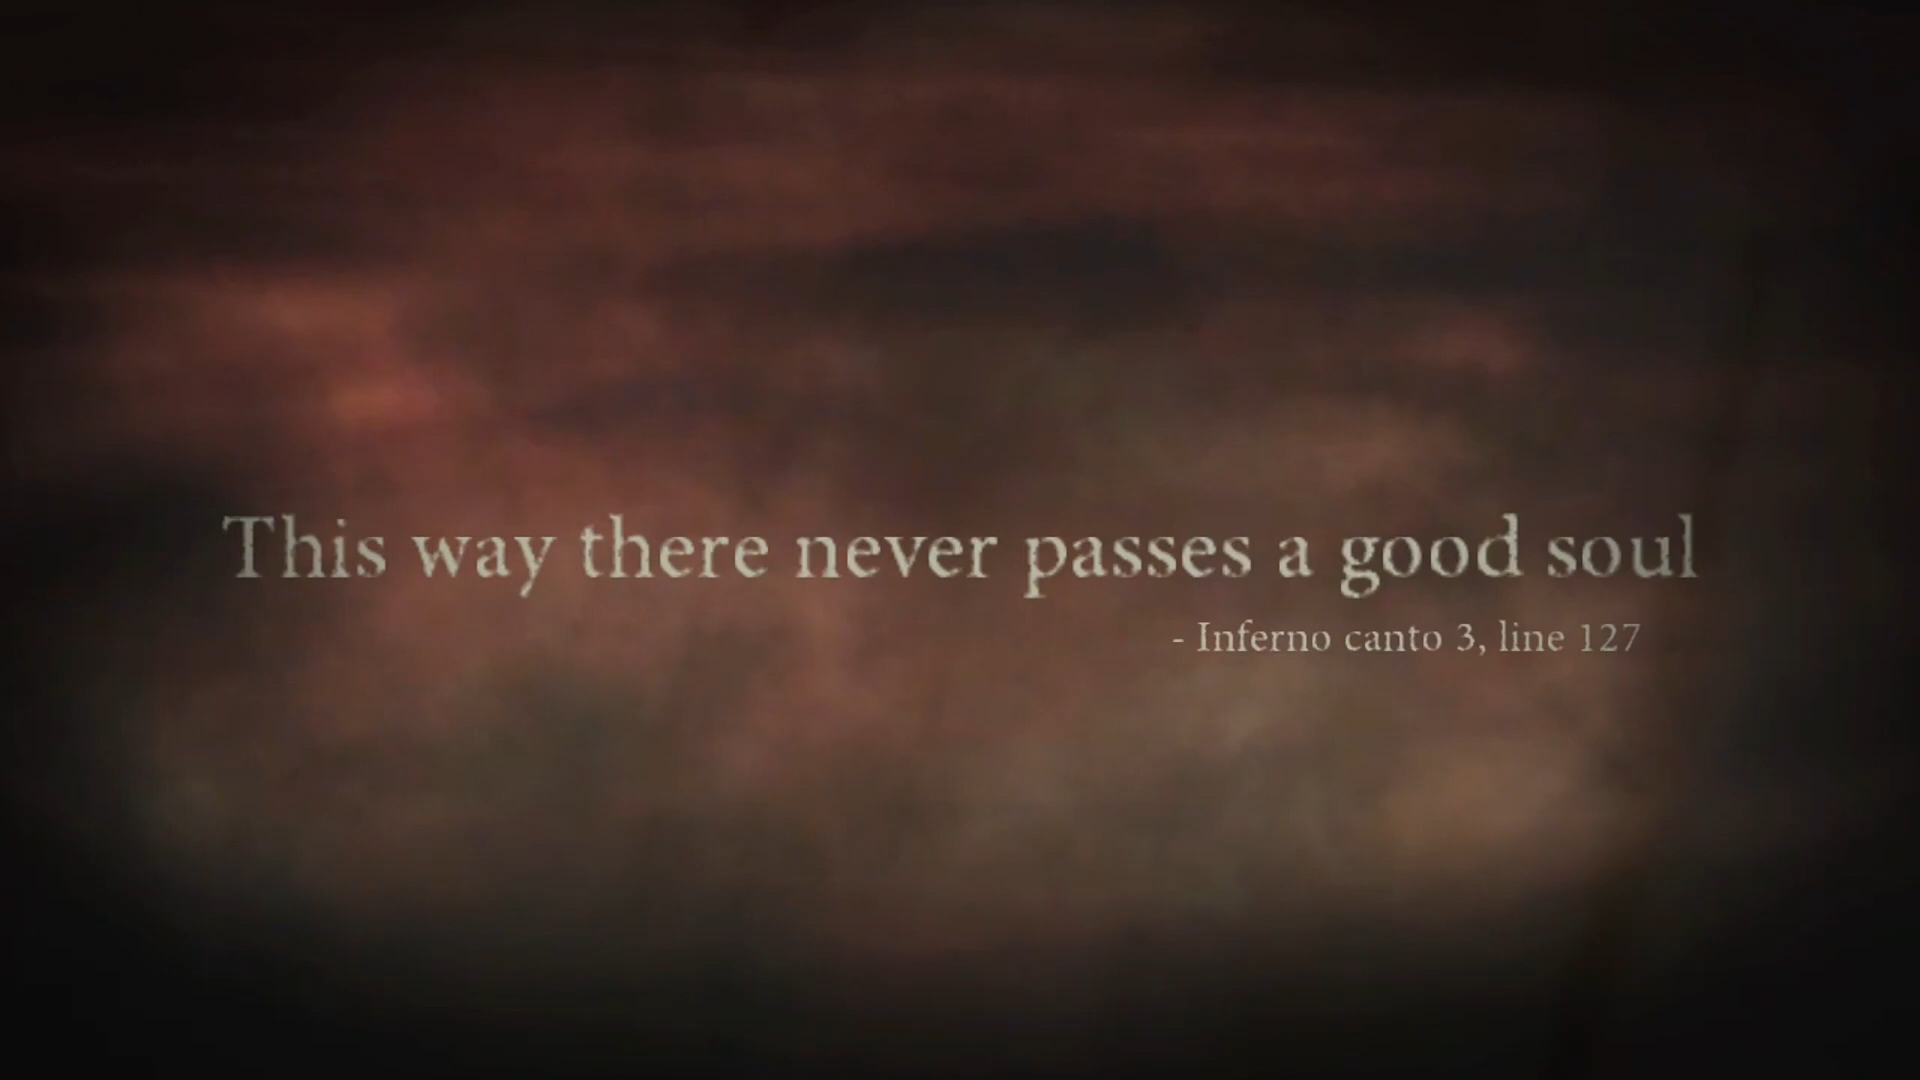 This way there never passes a good soul
- Inferno canto 3, line 127